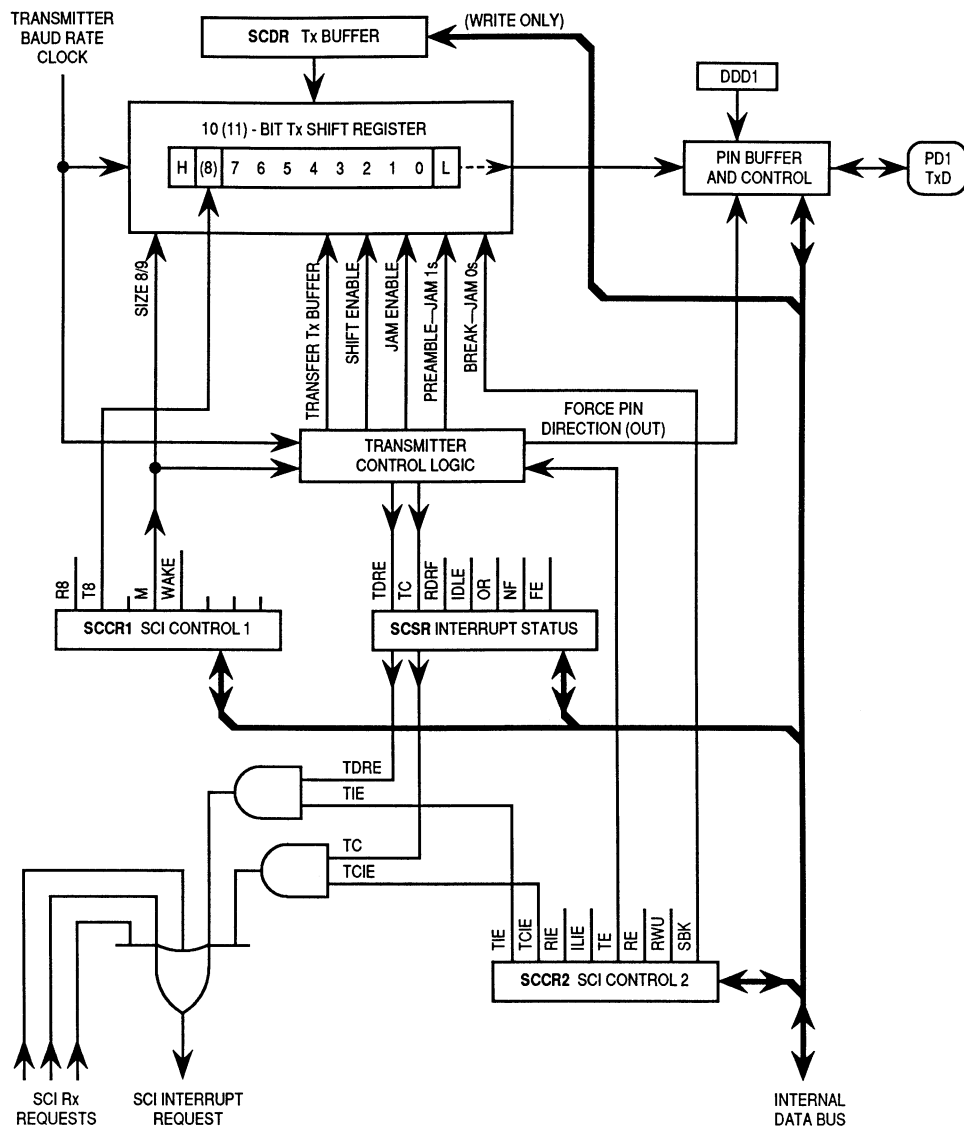 TRANSMITTER
BAUD RATE
CLOCK
SCDR Tx BUFFER
(WRITE ONLY)
DDD1
10 (11) - BIT Tx SHIFT REGISTER
H (8) 7 6 5 4 3 2 1 0 L
PIN BUFFER
AND CONTROL
PD1
TxD
SIZE 8/9
TRANSFER Tx BUFFER
SHIFT ENABLE
JAM ENABLE
PREAMBLE—JAM 1s
BREAK—JAM 0s
FORCE PIN
DIRECTION (OUT)
TRANSMITTER
CONTROL LOGIC
R8
T8
M
WAKE
TDRE
TC
RDRF
IDLE
OR
NF
FE
SCCR1 SCI CONTROL 1
SCSR INTERRUPT STATUS
TDRE
TIE
TC
TCIE
TIE
TCIE
RIE
ILIE
TE
RE
RWU
SBK
SCCR2 SCI CONTROL 2
SCI Rx
REQUESTS
SCI INTERRUPT
REQUEST
INTERNAL
DATA BUS